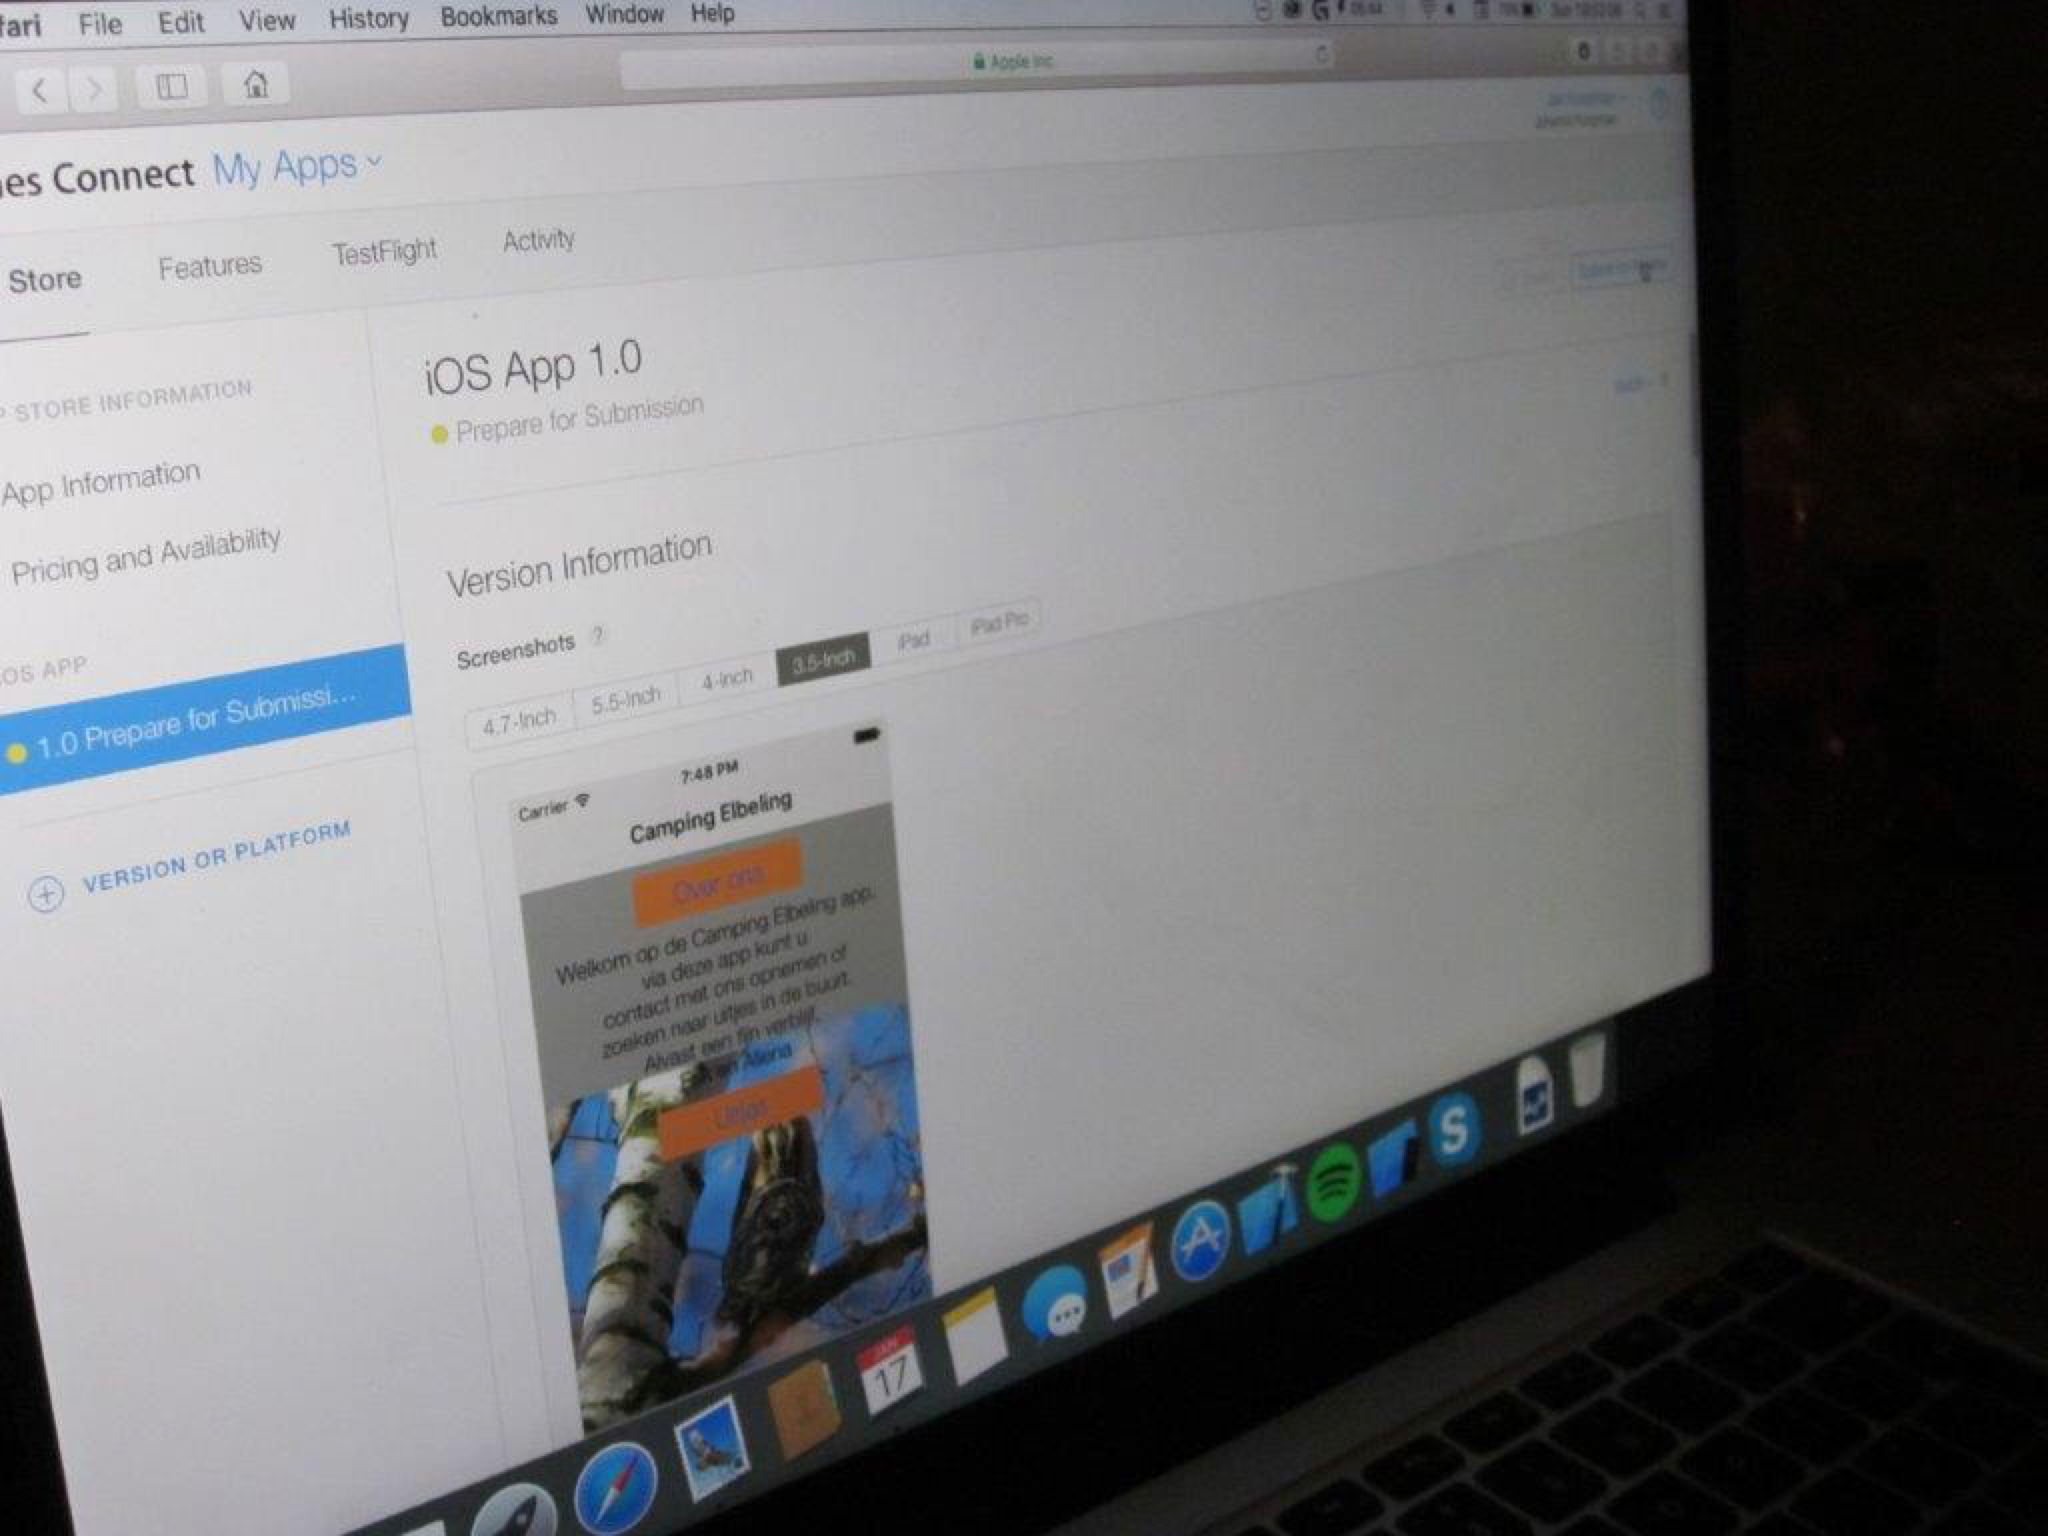 fari File Edit View History Bookmarks Window Help
Apple Inc.
nes Connect My Apps
Store Features TestFlight Activity
iOS App 1.0
Prepare for Submission
P STORE INFORMATION
App Information
Pricing and Availability
OS APP
1.0 Prepare for Submissi...
VERSION OR PLATFORM
Version Information
Screenshots ?
4.7-Inch 5.5-Inch 4-Inch 3.5-Inch iPad iPad Pro
Carrier 7:48 PM
Camping Elbeling
Over ons
Welkom op de Camping Elbeling app,
via deze app kunt u
contact met ons opnemen of
zoeken naar uitjes in de buurt.
Alvast een fijn verblijf.
Uitjes
JAN
17
S